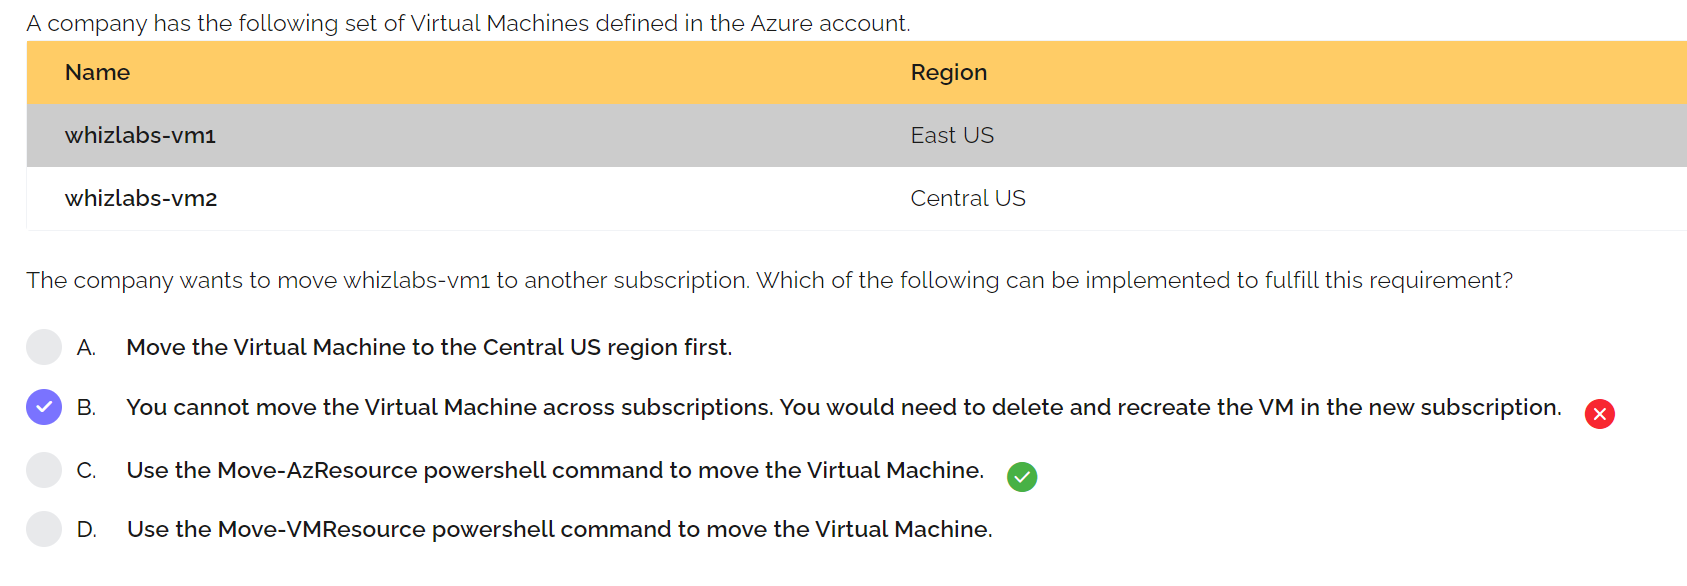 A company has the following set of Virtual Machines defined in the Azure account.
Name Region
whizlabs-vm1 East US
whizlabs-vm2 Central US
The company wants to move whizlabs-vm1 to another subscription. Which of the following can be implemented to fulfill this requirement?
A. Move the Virtual Machine to the Central US region first.
B. You cannot move the Virtual Machine across subscriptions. You would need to delete and recreate the VM in the new subscription.
C. Use the Move-AzResource powershell command to move the Virtual Machine.
D. Use the Move-VMResource powershell command to move the Virtual Machine.